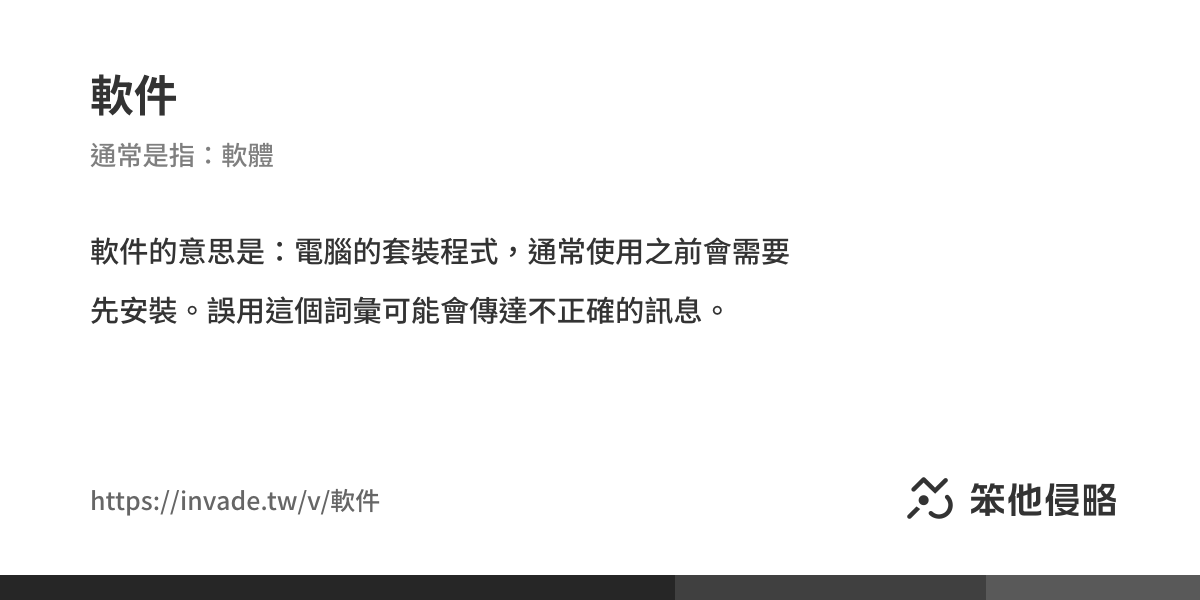 軟件
通常是指：軟體
軟件的意思是：電腦的套裝程式，通常使用之前會需要
先安裝。誤用這個詞彙可能會傳達不正確的訊息。
https://invade.tw/v/軟件
笨他侵略